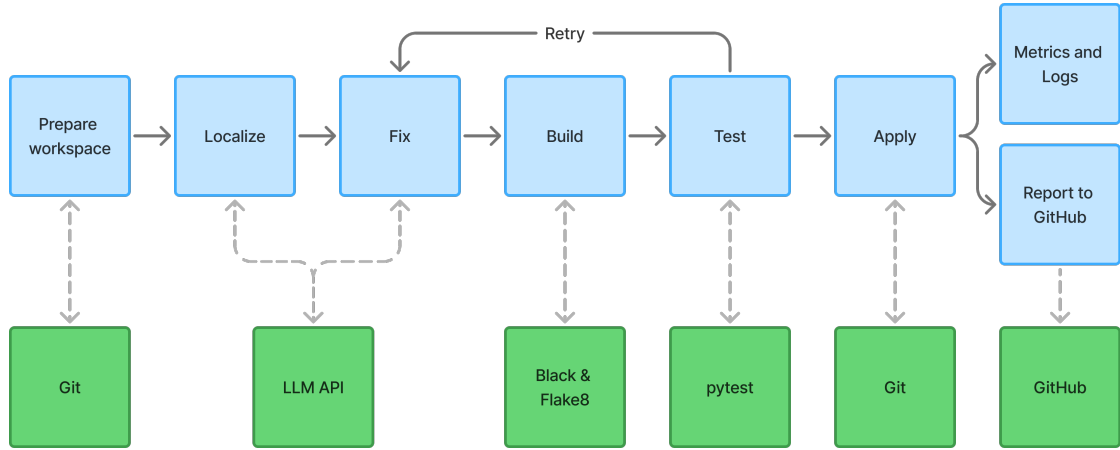 Retry
Metrics and
Logs
Prepare
workspace
Localize
Fix
Build
Test
Apply
Report to
GitHub
Git
LLM API
Black &
Flake8
pytest
Git
GitHub